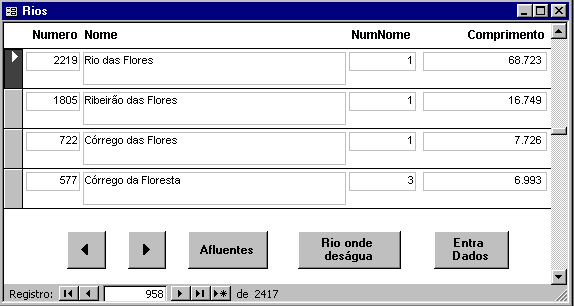 Rios
Numero Nome NumNome Comprimento
2219 Rio das Flores 1 68.723
1805 Ribeirão das Flores 1 16.749
722 Córrego das Flores 1 7.726
577 Córrego da Floresta 3 6.993
Afluentes
Rio onde
deságua
Entra
Dados
Registro: 958 de 2417